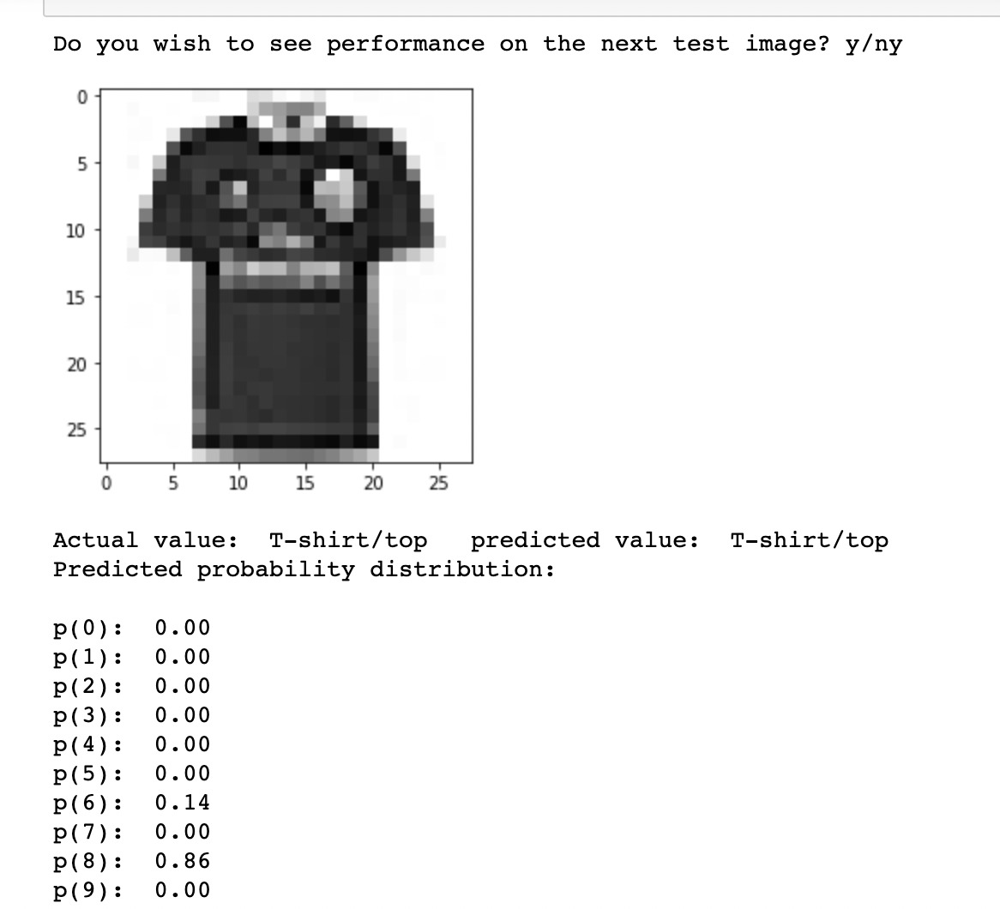 Do you wish to see performance on the next test image? y/ny
0
5
10
15
20
25
0 5 10 15 20 25
Actual value: T-shirt/top predicted value: T-shirt/top
Predicted probability distribution:
p(0): 0.00
p(1): 0.00
p(2): 0.00
p(3): 0.00
p(4): 0.00
p(5): 0.00
p(6): 0.14
p(7): 0.00
p(8): 0.86
p(9): 0.00